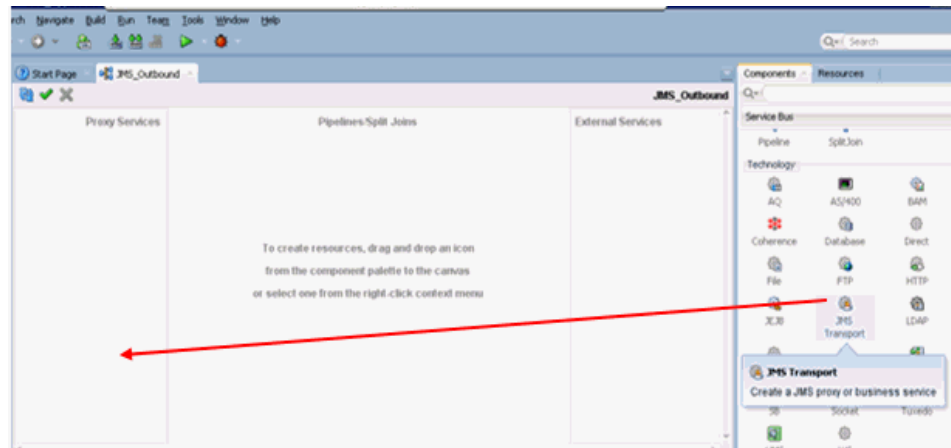 rch Navigate Build Run Team Tools Window Help
Search
Start Page JMS_Outbound
Components Resources
JMS_Outbound
Proxy Services Pipelines/Split Joins External Services
Service Bus
Pipeline SplitJoin
Technology
AQ AS/400 BAM
Coherence Database Direct
File FTP HTTP
To create resources, drag and drop an icon
from the component palette to the canvas
or select one from the right-click context menu
JEJB JMS Transport LDAP
JMS Transport
Create a JMS proxy or business service
SB Socket Tuxedo